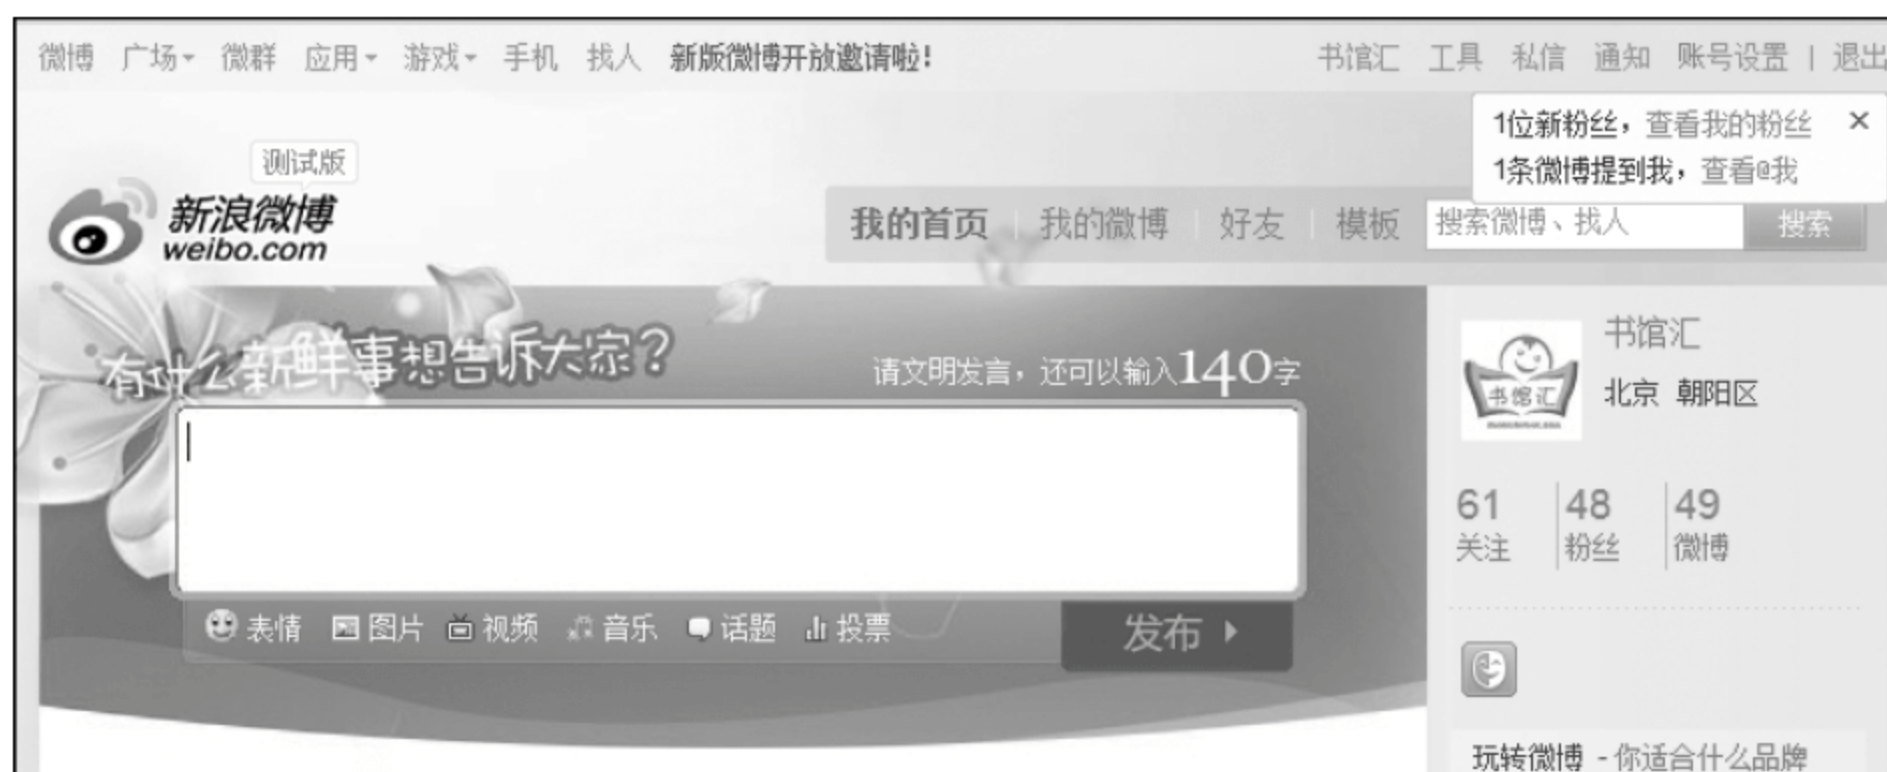 微博 广场 微群 应用 游戏 手机 找人 新版微博开放邀请啦! 书馆汇 工具 私信 通知 账号设置 | 退出
1位新粉丝，查看我的粉丝 ×
1条微博提到我，查看@我
测试版
新浪微博
weibo.com
我的首页 我的微博 好友 模板 搜索微博、找人 搜索
有什么新鲜事想告诉大家?
请文明发言，还可以输入140字
书馆汇
书馆汇
北京 朝阳区
61 48 49
关注 粉丝 微博
表情 图片 视频 音乐 话题 投票 发布
玩转微博 - 你适合什么品牌